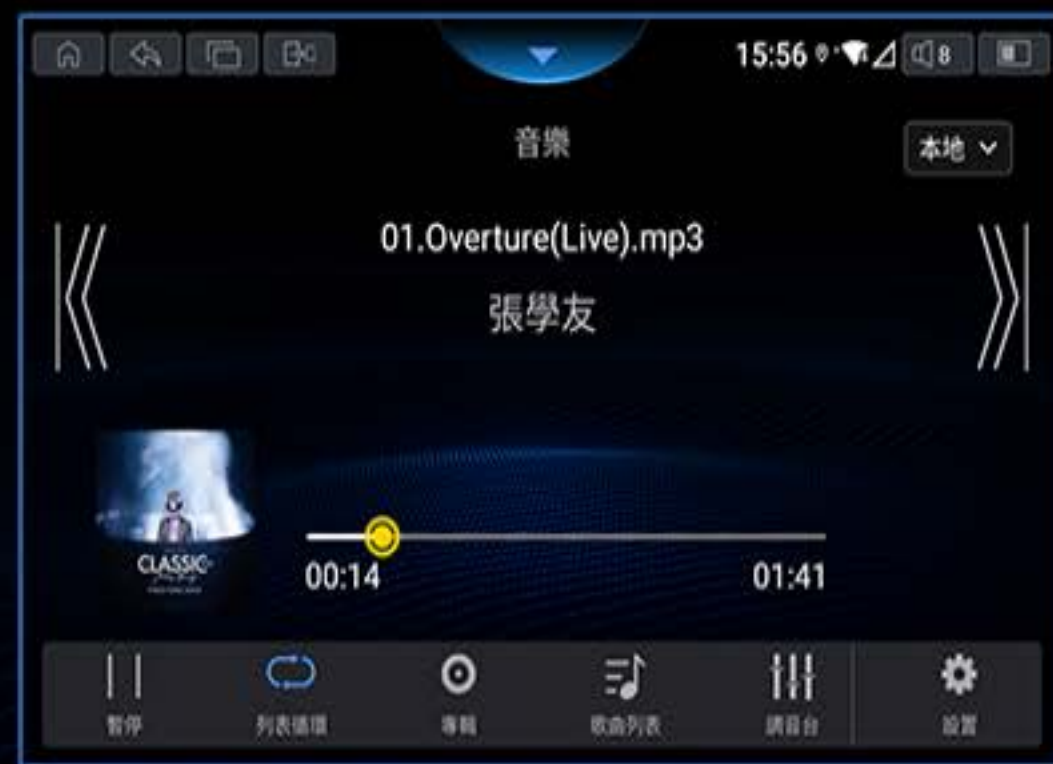 15:56 8
音樂
本地
01.Overture(Live).mp3
張學友
CLASSIC
00:14 01:41
暫停 列表循環 專輯 歌曲列表 調音台 設置